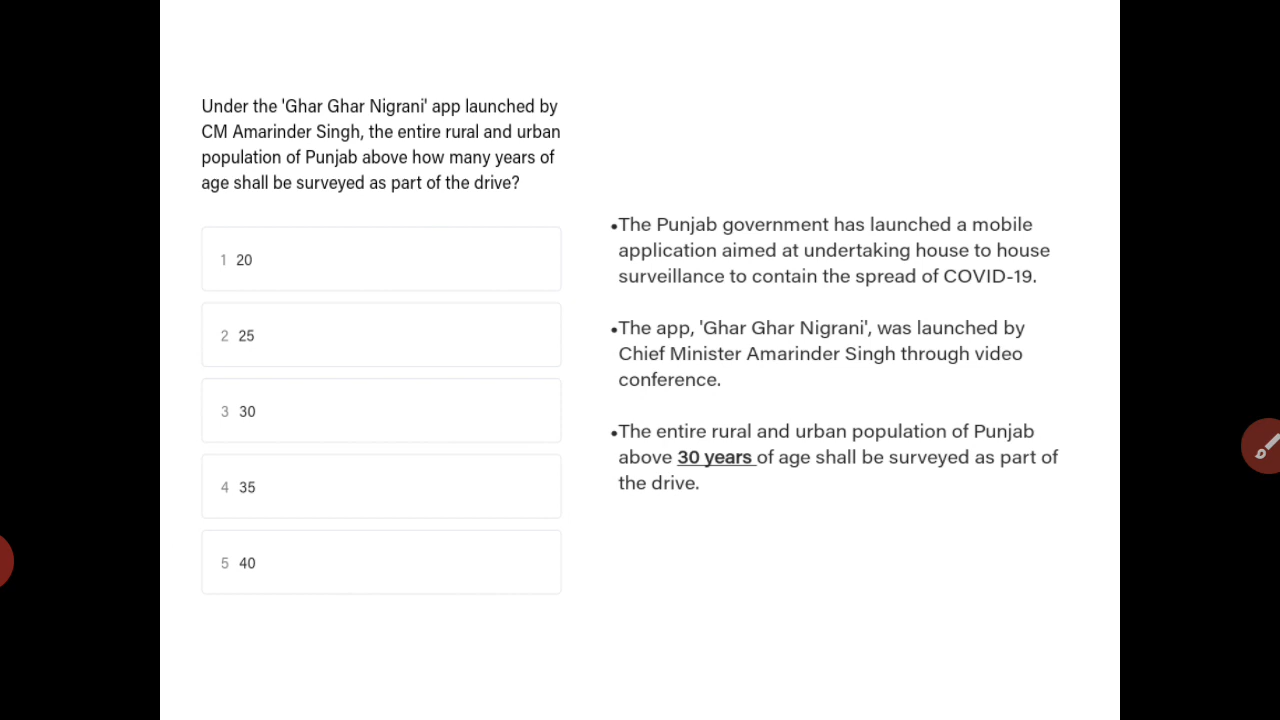 Under the 'Ghar Ghar Nigrani' app launched by
CM Amarinder Singh, the entire rural and urban
population of Punjab above how many years of
age shall be surveyed as part of the drive?
1 20
2 25
3 30
4 35
5 40
•The Punjab government has launched a mobile
application aimed at undertaking house to house
surveillance to contain the spread of COVID-19.
•The app, 'Ghar Ghar Nigrani', was launched by
Chief Minister Amarinder Singh through video
conference.
•The entire rural and urban population of Punjab
above 30 years of age shall be surveyed as part of
the drive.